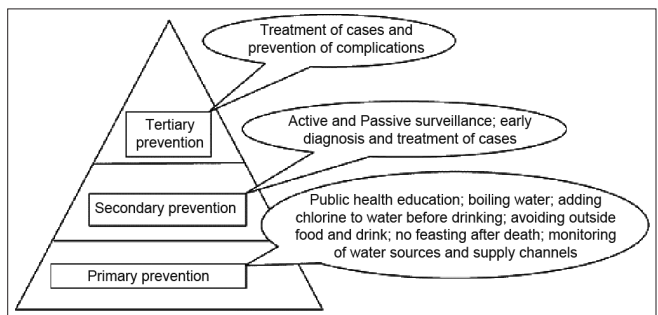 Treatment of cases and
prevention of complications
Tertiary
prevention
Active and Passive surveillance; early
diagnosis and treatment of cases
Secondary prevention
Public health education; boiling water; adding
chlorine to water before drinking; avoiding outside
food and drink; no feasting after death; monitoring
of water sources and supply channels
Primary prevention